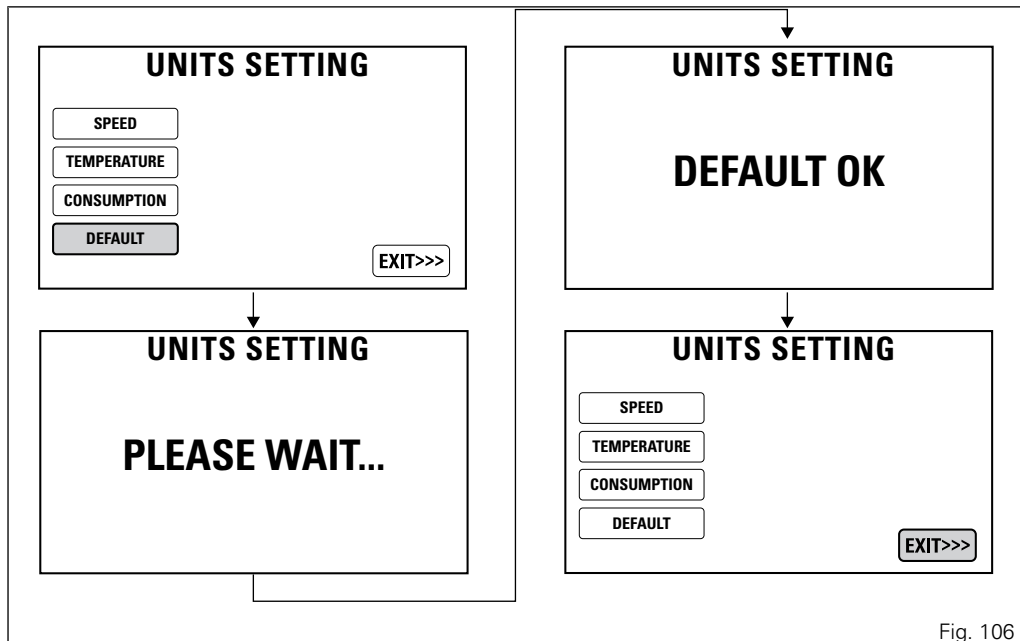 UNITS SETTING
SPEED
TEMPERATURE
CONSUMPTION
DEFAULT
EXIT>>>
UNITS SETTING
PLEASE WAIT...
UNITS SETTING
DEFAULT OK
UNITS SETTING
SPEED
TEMPERATURE
CONSUMPTION
DEFAULT
EXIT>>>
Fig. 106